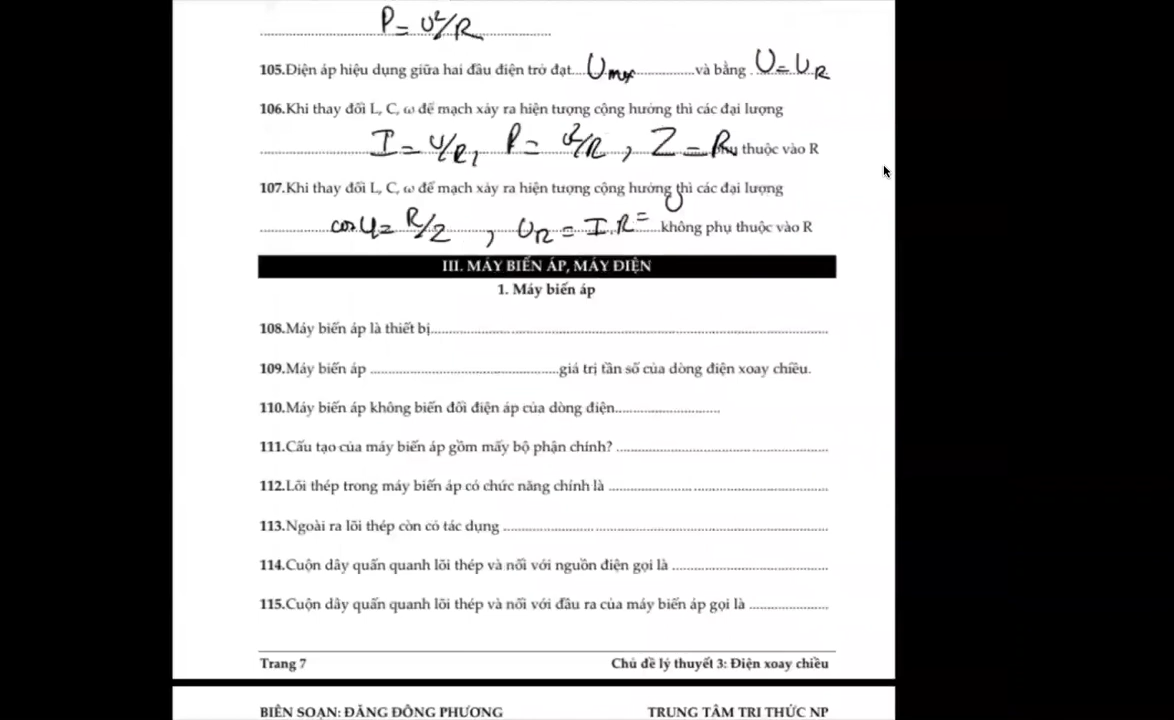 P = U²/R
105.Điện áp hiệu dụng giữa hai đầu điện trở đạt....Umax................và bằng .U=UR
106.Khi thay đổi L, C, ω để mạch xảy ra hiện tượng cộng hưởng thì các đại lượng
I = U/R, P = U²/R, Z = R phụ thuộc vào R
107.Khi thay đổi L, C, ω để mạch xảy ra hiện tượng cộng hưởng thì các đại lượng
cosφ = R/Z , UR = I.R = U không phụ thuộc vào R
III. MÁY BIẾN ÁP, MÁY ĐIỆN
1. Máy biến áp
108.Máy biến áp là thiết bị................................................
109.Máy biến áp ................................................giá trị tần số của dòng điện xoay chiều.
110.Máy biến áp không biến đổi điện áp của dòng điện..........................
111.Cấu tạo của máy biến áp gồm mấy bộ phận chính? ................................................
112.Lõi thép trong máy biến áp có chức năng chính là ................................................
113.Ngoài ra lõi thép còn có tác dụng ................................................
114.Cuộn dây quấn quanh lõi thép và nối với nguồn điện gọi là ......................................
115.Cuộn dây quấn quanh lõi thép và nối với đầu ra của máy biến áp gọi là ....................
Trang 7 Chủ đề lý thuyết 3: Điện xoay chiều
BIÊN SOẠN: ĐẶNG ĐÔNG PHƯƠNG TRUNG TÂM TRI THỨC NP